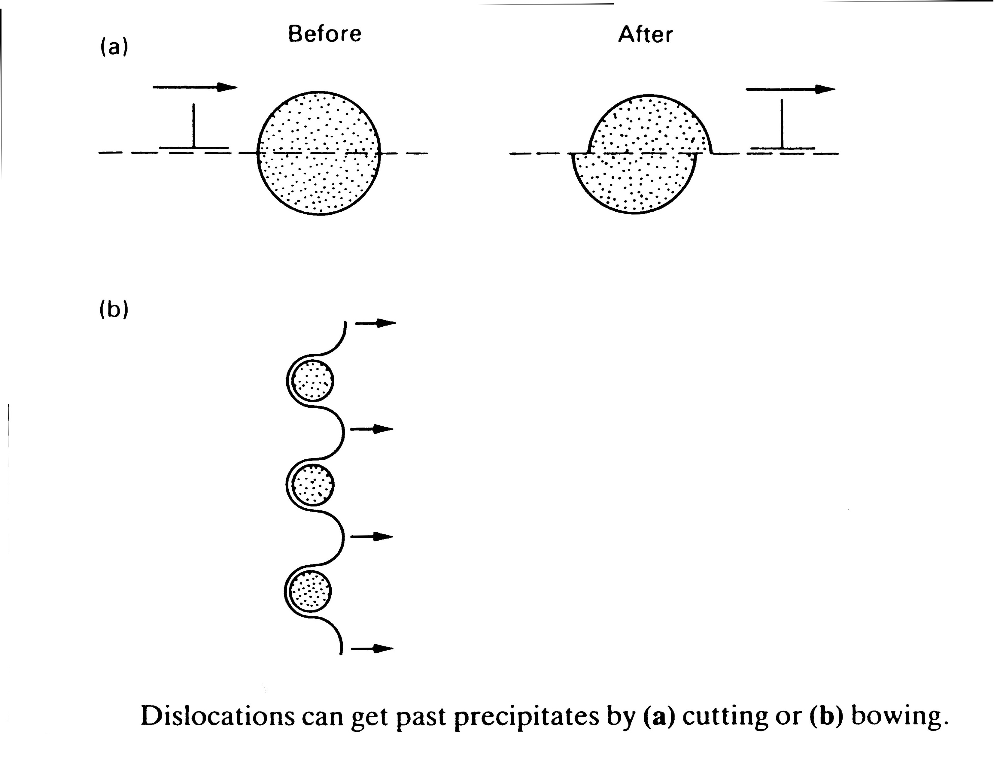 Before
After
(a)
(b)
Dislocations can get past precipitates by (a) cutting or (b) bowing.